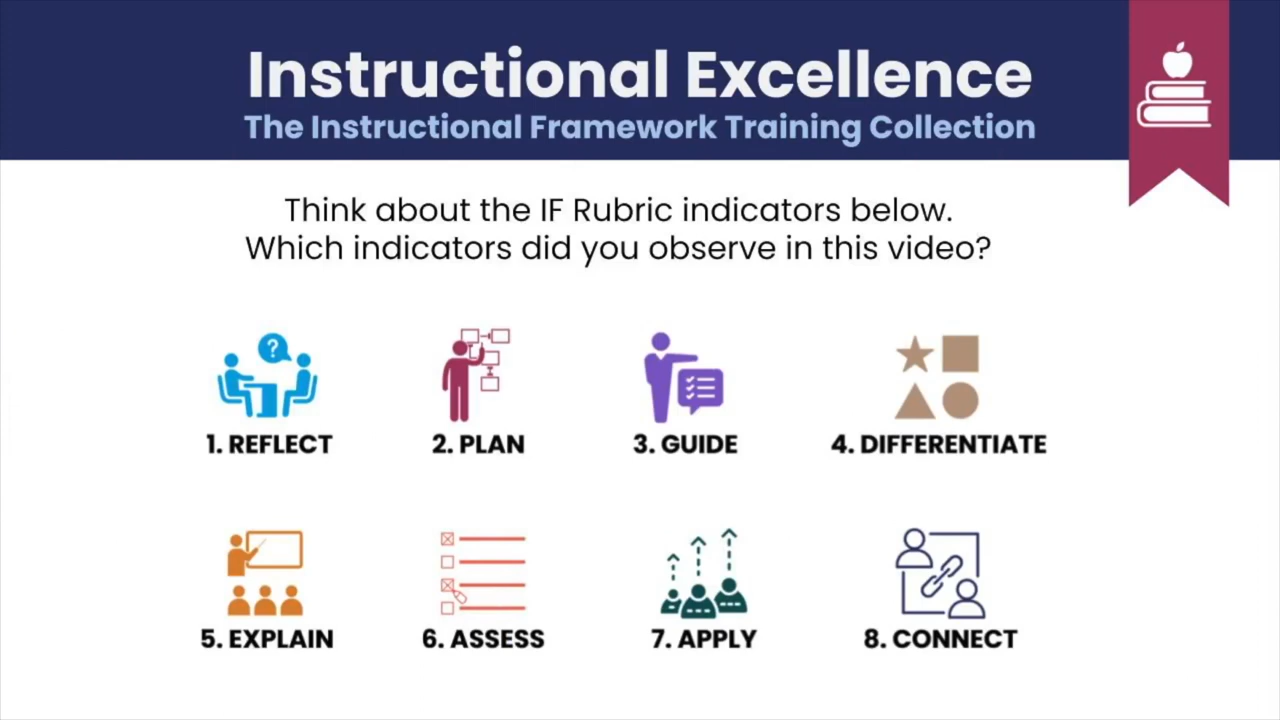 Instructional Excellence
The Instructional Framework Training Collection
Think about the IF Rubric indicators below.
Which indicators did you observe in this video?
?
1. REFLECT
2. PLAN
3. GUIDE
4. DIFFERENTIATE
5. EXPLAIN
6. ASSESS
7. APPLY
8. CONNECT